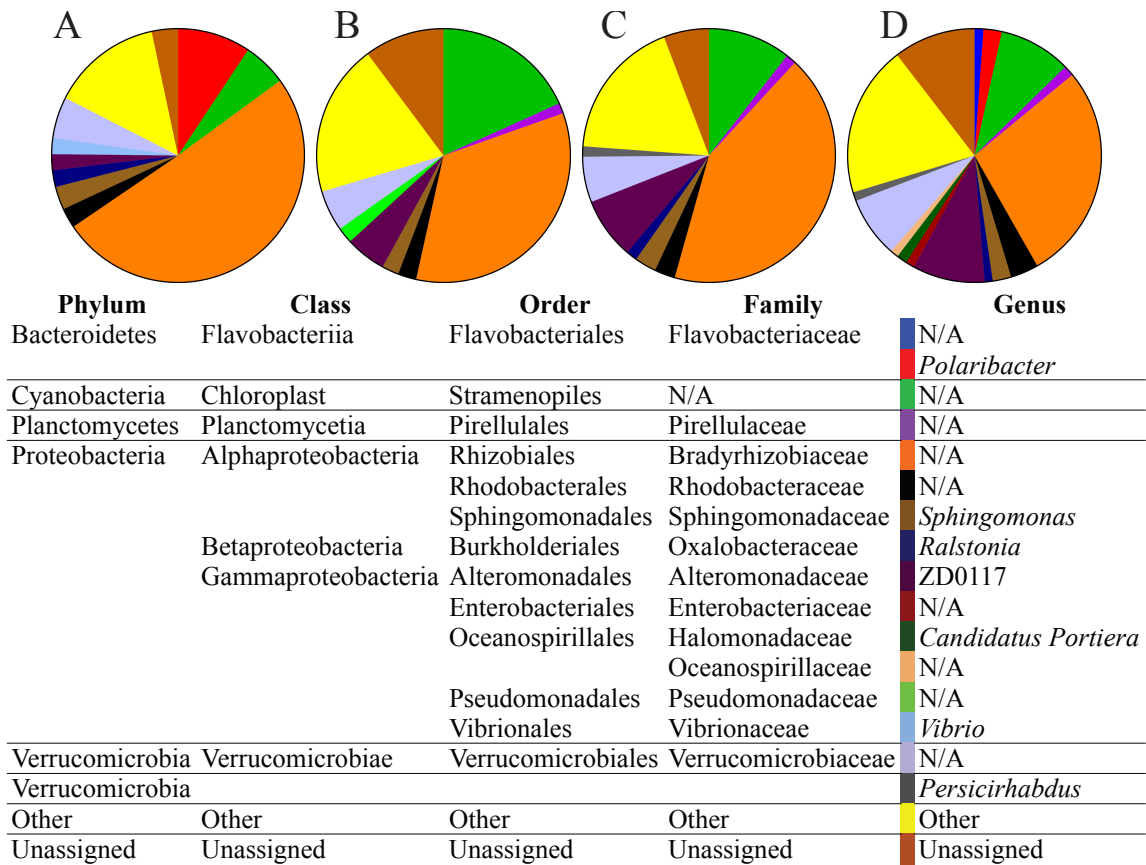 A B C D
Phylum Class Order Family Genus
Bacteroidetes Flavobacteriia Flavobacteriales Flavobacteriaceae N/A
Polaribacter
Cyanobacteria Chloroplast Stramenopiles N/A N/A
Planctomycetes Planctomycetia Pirellulales Pirellulaceae N/A
Proteobacteria Alphaproteobacteria Rhizobiales Bradyrhizobiaceae N/A
Rhodobacterales Rhodobacteraceae N/A
Sphingomonadales Sphingomonadaceae Sphingomonas
Betaproteobacteria Burkholderiales Oxalobacteraceae Ralstonia
Gammaproteobacteria Alteromonadales Alteromonadaceae ZD0117
Enterobacteriales Enterobacteriaceae N/A
Oceanospirillales Halomonadaceae Candidatus Portiera
Oceanospirillaceae N/A
Pseudomonadales Pseudomonadaceae N/A
Vibrionales Vibrionaceae Vibrio
Verrucomicrobia Verrucomicrobiae Verrucomicrobiales Verrucomicrobiaceae N/A
Verrucomicrobia Persicirhabdus
Other Other Other Other Other
Unassigned Unassigned Unassigned Unassigned Unassigned